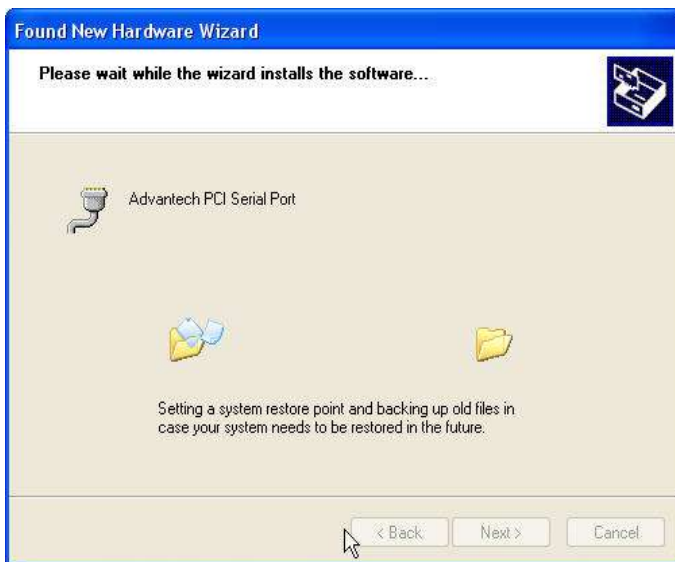 Found New Hardware Wizard
Please wait while the wizard installs the software...
Advantech PCI Serial Port
Setting a system restore point and backing up old files in
case your system needs to be restored in the future.
< Back
Next >
Cancel